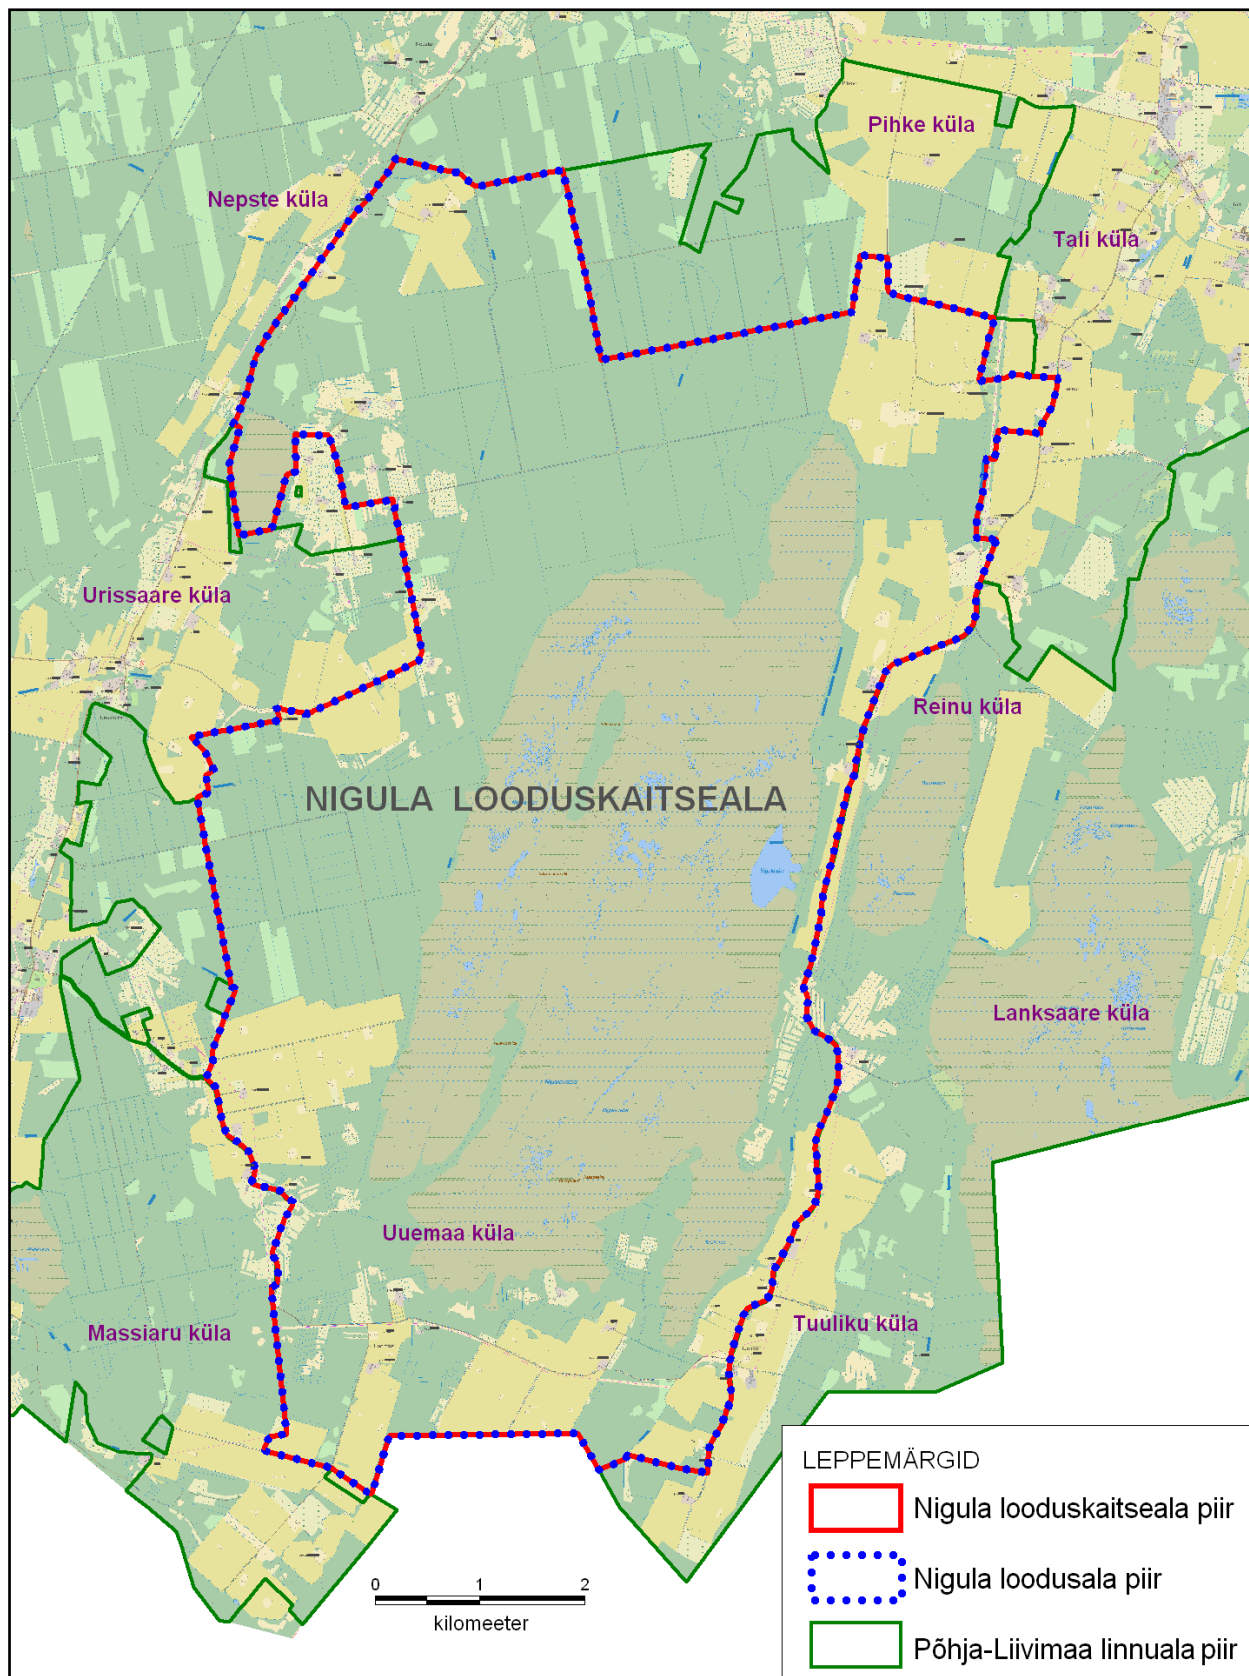 Pihke küla
Nepste küla
Tali küla
Urissaare küla
Reinu küla
NIGULA LOODUSKAITSEALA
Lanksaare küla
Uuemaa küla
Massiaru küla
Tuuliku küla
LEPPEMÄRGID
Nigula looduskaitseala piir
Nigula loodusala piir
Põhja-Liivimaa linnuala piir
0 1 2
kilomeeter